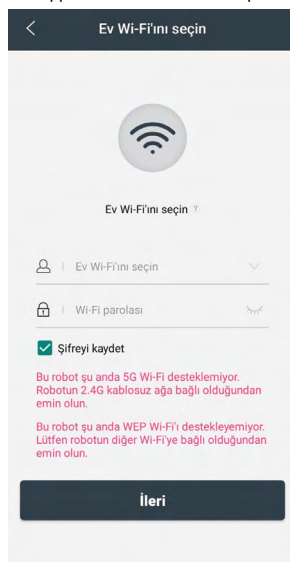 Ev Wi-Fi'ını seçin
Ev Wi-Fi'ını seçin ?
Ev Wi-Fi'ını seçin
Wi-Fi parolası
Şifreyi kaydet
Bu robot şu anda 5G Wi-Fi desteklemiyor.
Robotun 2.4G kablosuz ağa bağlı olduğundan
emin olun.
Bu robot şu anda WEP Wi-Fi'ı destekleyemiyor.
Lütfen robotun diğer Wi-Fi'ye bağlı olduğundan
emin olun.
İleri